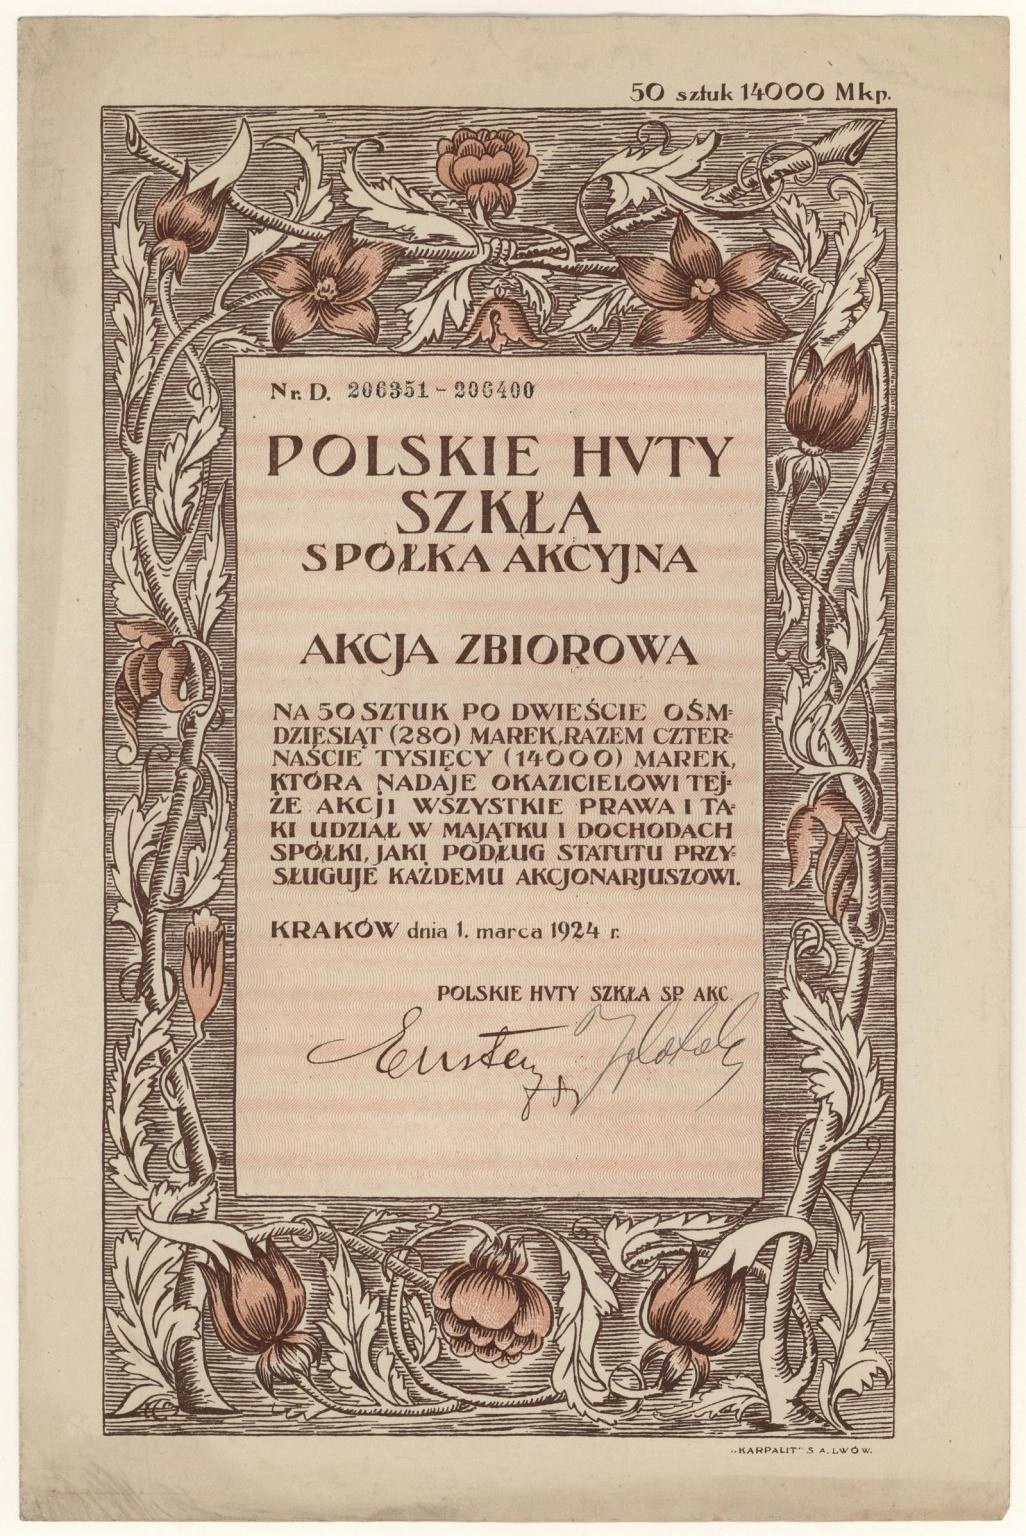 50 sztuk 14000 Mkp.
Nr. D. 206351 - 206400
POLSKIE HVTY
SZKŁA
SPÓŁKA AKCYJNA
AKCJA ZBIOROWA
NA 50 SZTUK PO DWIEŚCIE OŚM=
DZIESIĄT (280) MAREK, RAZEM CZTER=
NAŚCIE TYSIĘCY (14000) MAREK,
KTÓRA NADAJE OKAZICIELOWI TEJ=
ŻE AKCJI WSZYSTKIE PRAWA I TA=
KI UDZIAŁ W MAJĄTKU I DOCHODACH
SPÓŁKI, JAKI PODŁUG STATUTU PRZY=
SŁUGUJE KAŻDEMU AKCJONARJUSZOWI.
KRAKÓW dnia 1. marca 1924 r.
POLSKIE HVTY SZKŁA SP. AKC.
„KARPALIT" S. A. LWÓW.